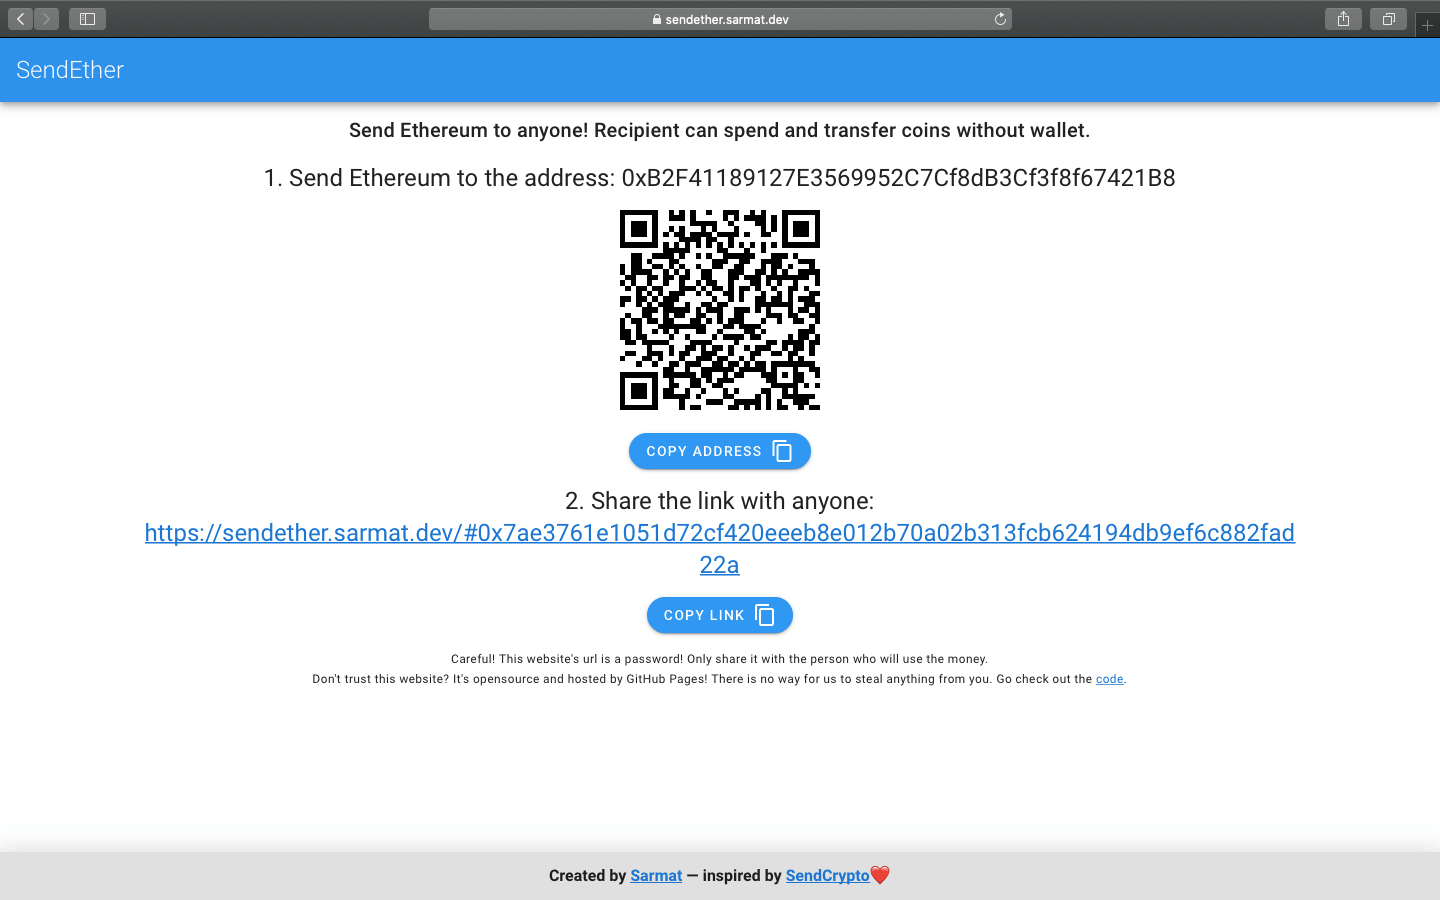 sendether.sarmat.dev
SendEther
Send Ethereum to anyone! Recipient can spend and transfer coins without wallet.
1. Send Ethereum to the address: 0xB2F41189127E3569952C7Cf8dB3Cf3f8f67421B8
COPY ADDRESS
2. Share the link with anyone:
https://sendether.sarmat.dev/#0x7ae3761e1051d72cf420eeeb8e012b70a02b313fcb624194db9ef6c882fad
22a
COPY LINK
Careful! This website's url is a password! Only share it with the person who will use the money.
Don't trust this website? It's opensource and hosted by GitHub Pages! There is no way for us to steal anything from you. Go check out the code.
Created by Sarmat — inspired by SendCrypto❤️